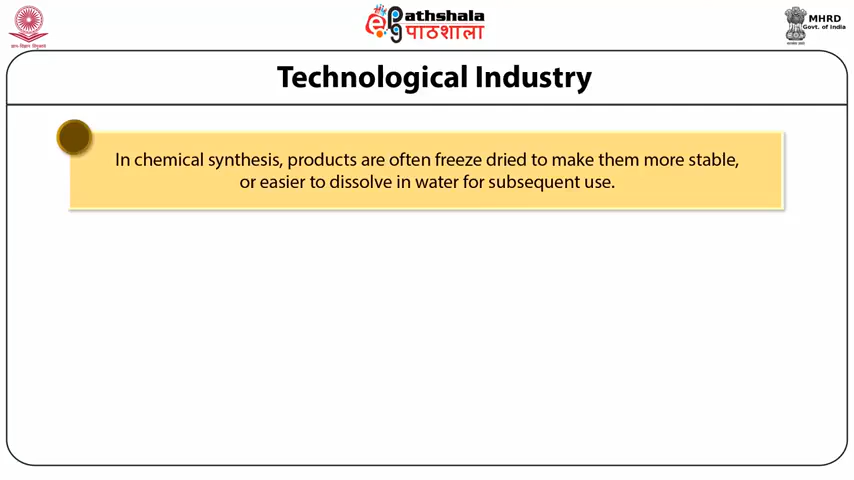 ePathshala
पाठशाला
MHRD
Govt. of India
Technological Industry
In chemical synthesis, products are often freeze dried to make them more stable,
or easier to dissolve in water for subsequent use.